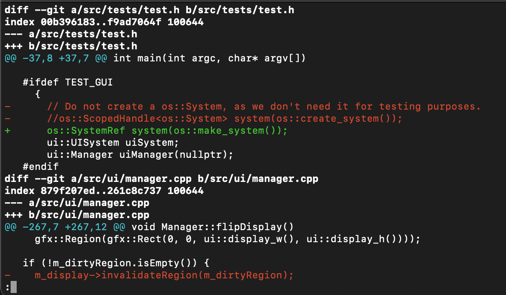 diff --git a/src/tests/test.h b/src/tests/test.h
index 00b396183..f9ad7064f 100644
--- a/src/tests/test.h
+++ b/src/tests/test.h
@@ -37,8 +37,7 @@ int main(int argc, char* argv[])

  #ifdef TEST_GUI
    {
-     // Do not create a os::System, as we don't need it for testing purposes.
-     //os::ScopedHandle<os::System> system(os::create_system());
+     os::SystemRef system(os::make_system());
      ui::UISystem uiSystem;
      ui::Manager uiManager(nullptr);
  #endif
diff --git a/src/ui/manager.cpp b/src/ui/manager.cpp
index 879f207ed..261c8c737 100644
--- a/src/ui/manager.cpp
+++ b/src/ui/manager.cpp
@@ -267,7 +267,12 @@ void Manager::flipDisplay()
    gfx::Region(gfx::Rect(0, 0, ui::display_w(), ui::display_h())));

  if (!m_dirtyRegion.isEmpty()) {
-   m_display->invalidateRegion(m_dirtyRegion);
: